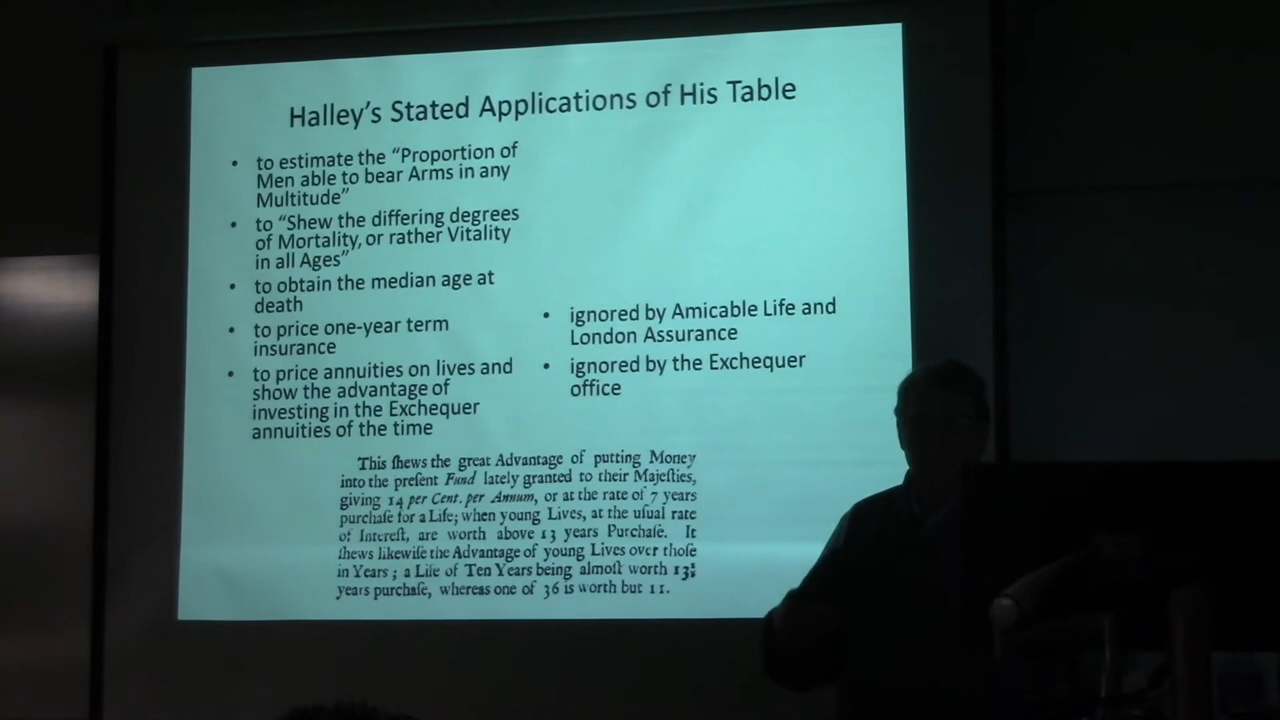 Halley's Stated Applications of His Table
• to estimate the “Proportion of
Men able to bear Arms in any
Multitude”
• to “Shew the differing degrees
of Mortality, or rather Vitality
in all Ages”
• to obtain the median age at
death
• to price one-year term
insurance
• to price annuities on lives and
show the advantage of
investing in the Exchequer
annuities of the time
• ignored by Amicable Life and
London Assurance
• ignored by the Exchequer
office
This ſhews the great Advantage of putting Money
into the preſent Fund lately granted to their Majeſties,
giving 14 per Cent. per Annum, or at the rate of 7 years
purchaſe for a Life; when young Lives, at the uſual rate
of Intereſt, are worth above 13 years Purchaſe. It
ſhews likewiſe the Advantage of young Lives over thoſe
in Years; a Life of Ten Years being almoſt worth
years purchaſe, whereas one of 36 is worth but 11.